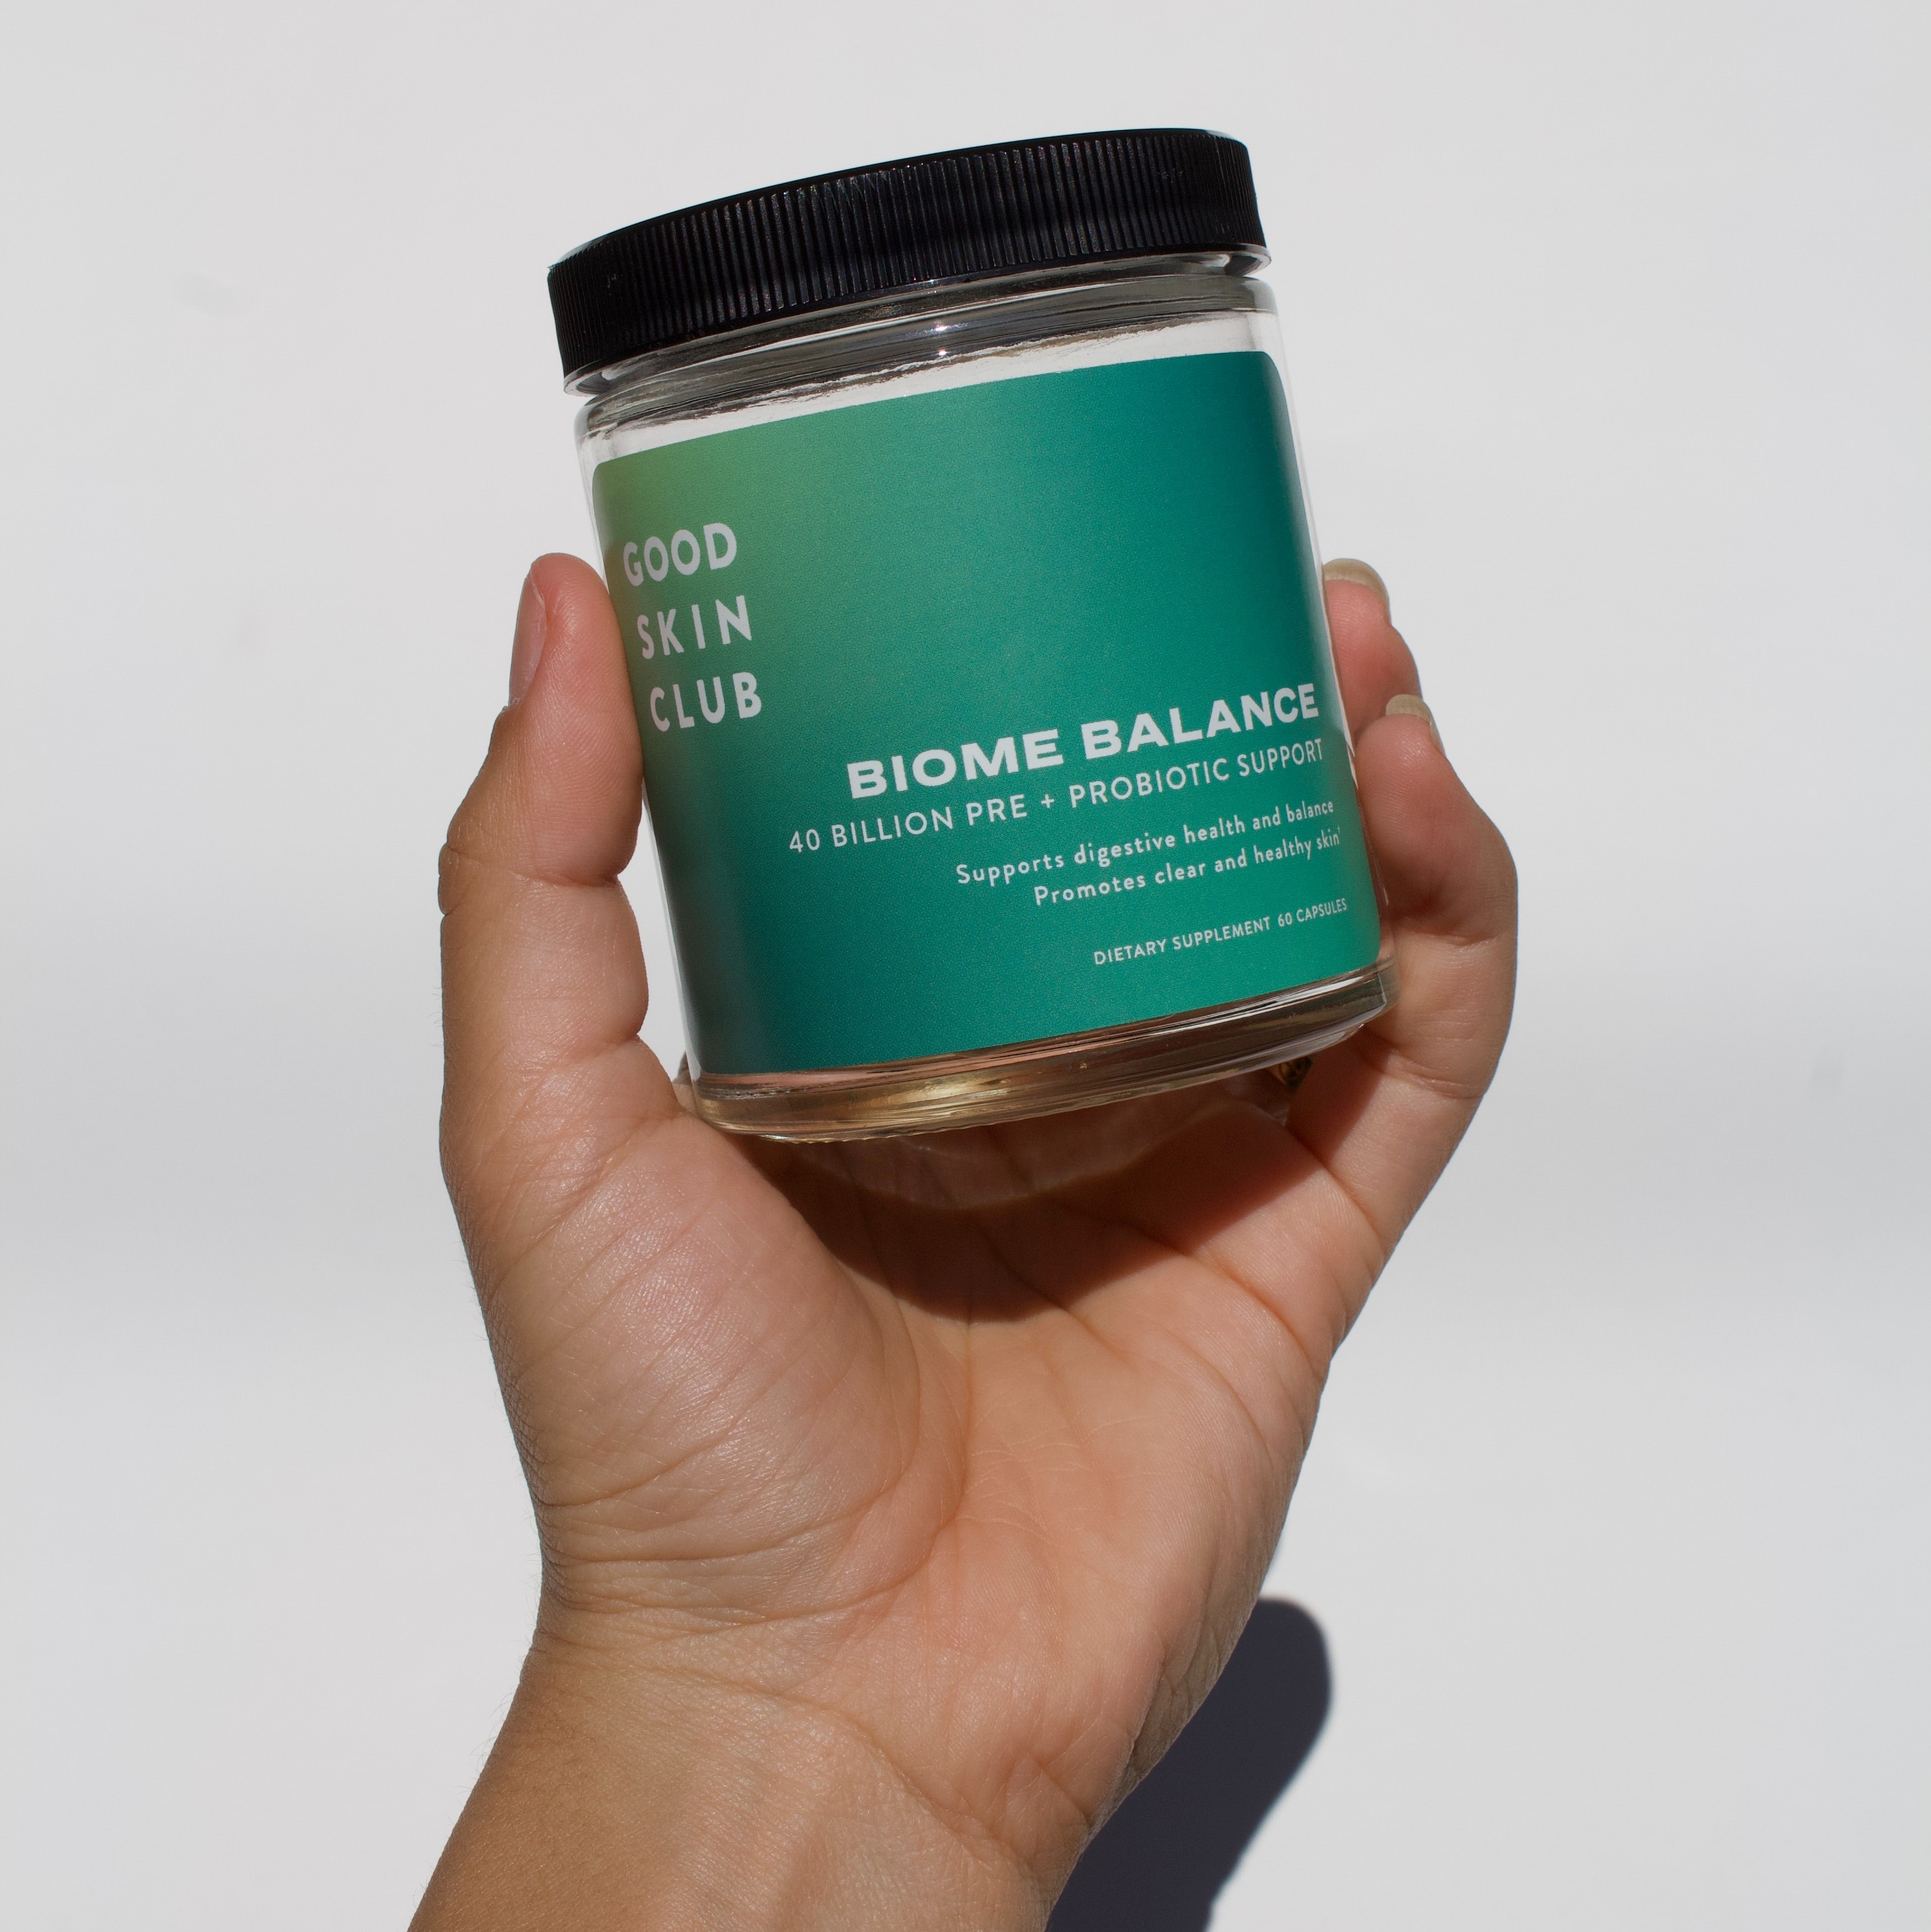 GOOD
SKIN
CLUB
BIOME BALANCE
40 BILLION PRE + PROBIOTIC SUPPORT
Supports digestive health and balance
Promotes clear and healthy skin†
DIETARY SUPPLEMENT 60 CAPSULES